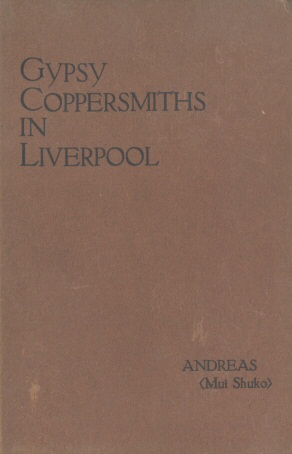 Gypsy
Coppersmiths
in
Liverpool
ANDREAS
(Mui Shuko)